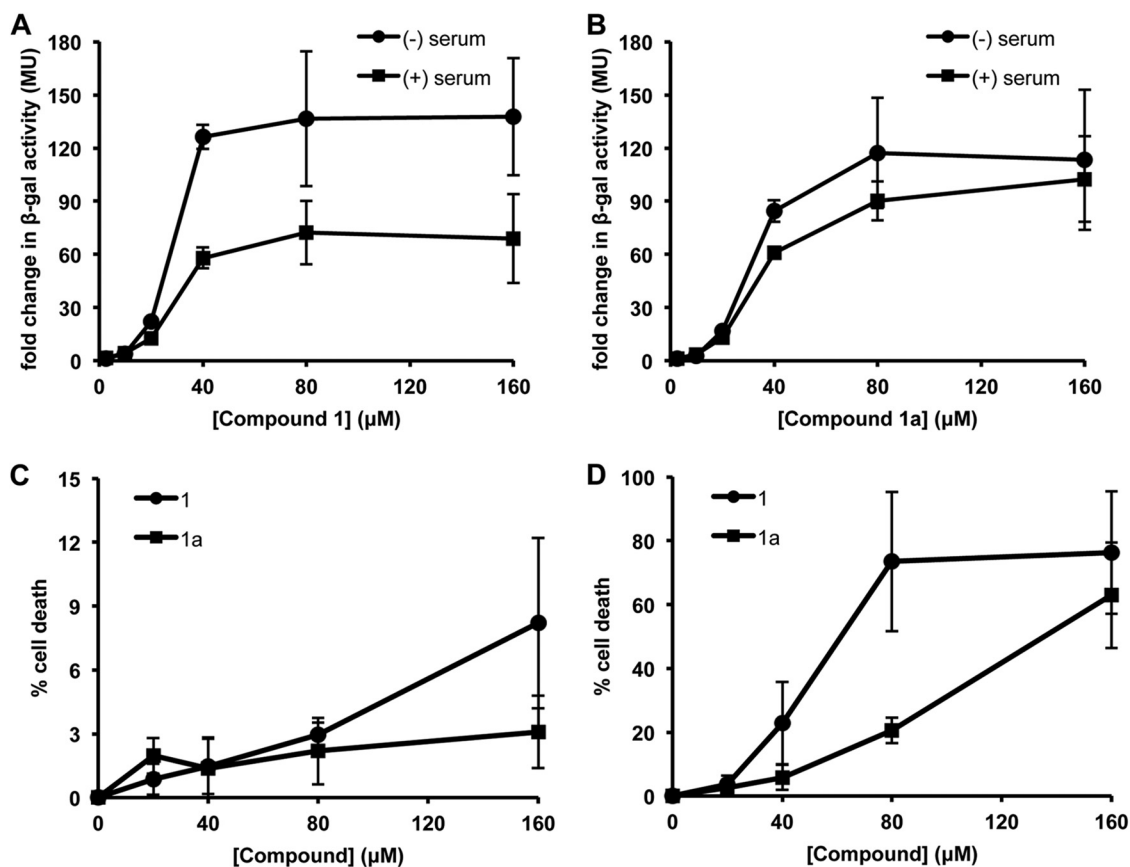 A
(-) serum
(+) serum
fold change in β-gal activity (MU)
180
150
120
90
60
30
0
0 40 80 120 160
[Compound 1] (µM)
B
(-) serum
(+) serum
fold change in β-gal activity (MU)
180
150
120
90
60
30
0
0 40 80 120 160
[Compound 1a] (µM)
C
1
1a
% cell death
15
12
9
6
3
0
0 40 80 120 160
[Compound] (µM)
D
1
1a
% cell death
100
80
60
40
20
0
0 40 80 120 160
[Compound] (µM)